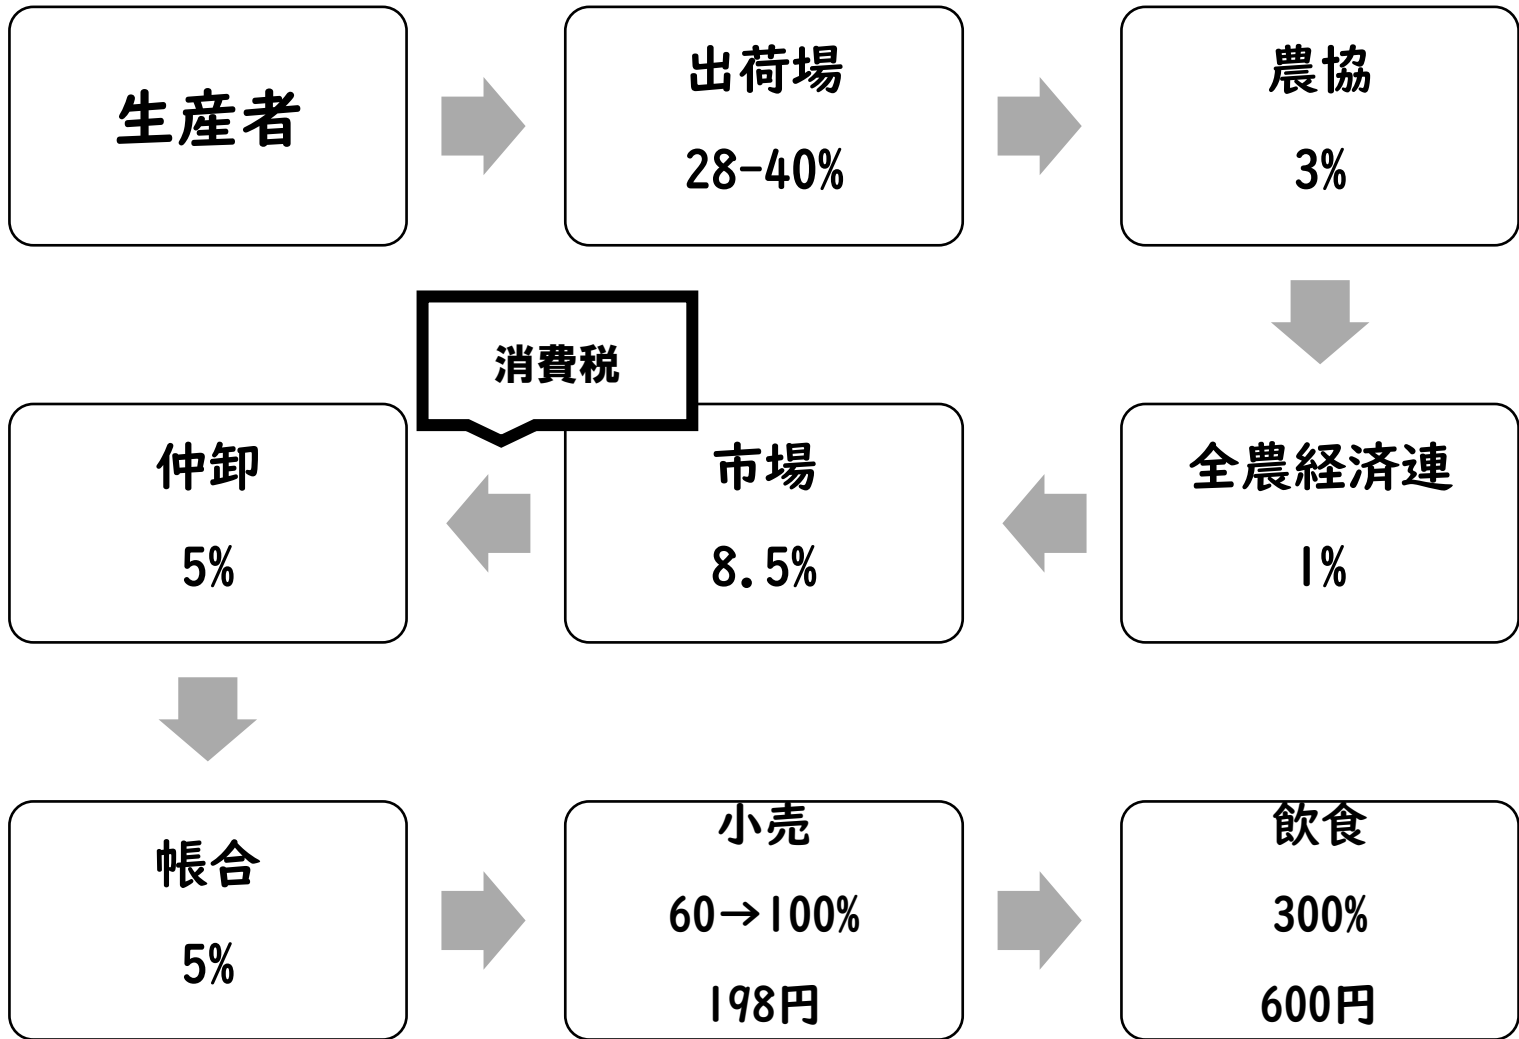 生産者
出荷場
28-40%
農協
3%
全農経済連
1%
消費税
市場
8.5%
仲卸
5%
帳合
5%
小売
60→100%
198円
飲食
300%
600円